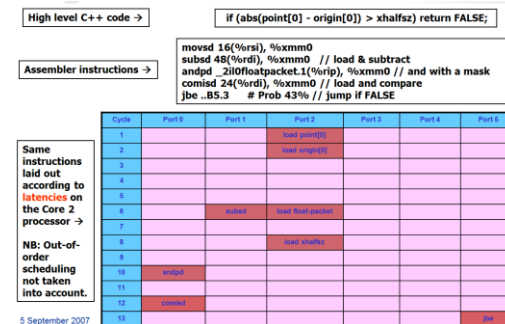 High level C++ code →
if (abs(point[0] - origin[0]) > xhalfsz) return FALSE;
Assembler instructions →
movsd 16(%rsi), %xmm0
subsd 48(%rdi), %xmm0 // load & subtract
andpd _2il0floatpacket.1(%rip), %xmm0 // and with a mask
comisd 24(%rdi), %xmm0 // load and compare
jbe ..B5.3 # Prob 43% // jump if FALSE
Same
instructions
laid out
according to
latencies on
the Core 2
processor →
NB: Out-of-
order
scheduling
not taken
into account.
Cycle Port 0 Port 1 Port 2 Port 3 Port 4 Port 5
1 load point[0]
2 load origin[0]
3
4
5
6 subsd load float-packet
7
8 load xhalfsz
9
10 andpd
11
12 comisd
13 jbe
5 September 2007